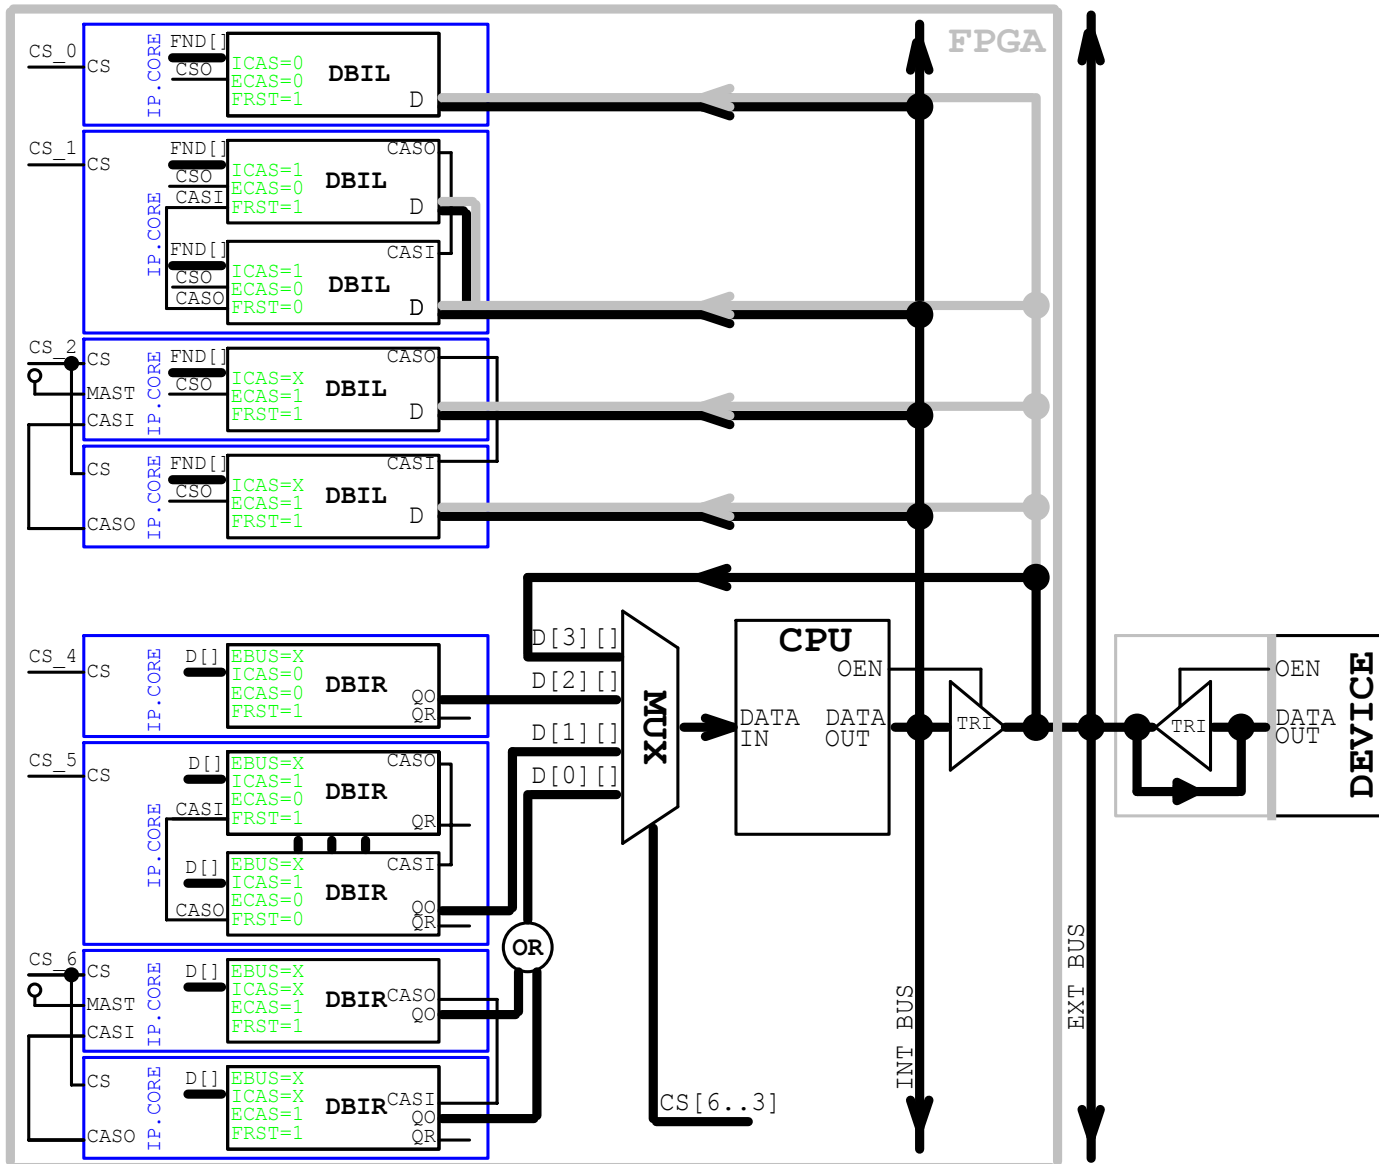 FPGA
CS_0
CS
IP.CORE
FND[]
CSO
ICAS=0
ECAS=0
FRST=1
DBIL
D
CS_1
CS
IP.CORE
FND[]
CSO
CASI
ICAS=1
ECAS=0
FRST=1
DBIL
CASO
D
FND[]
CSO
CASO
ICAS=1
ECAS=0
FRST=0
DBIL
CASI
D
CS_2
CS
MAST
CASI
IP.CORE
FND[]
CSO
ICAS=X
ECAS=1
FRST=1
DBIL
CASO
D
CS
CASO
IP.CORE
FND[]
CSO
ICAS=X
ECAS=1
FRST=1
DBIL
CASI
D
CS_4
CS
IP.CORE
D[]
EBUS=X
ICAS=0
ECAS=0
FRST=1
DBIR
QO
QR
CS_5
CS
IP.CORE
D[]
CASI
EBUS=X
ICAS=1
ECAS=0
FRST=1
DBIR
CASO
QR
D[]
CASO
EBUS=X
ICAS=1
ECAS=0
FRST=0
DBIR
CASI
QO
QR
CS_6
CS
MAST
CASI
IP.CORE
D[]
EBUS=X
ICAS=X
ECAS=1
FRST=1
DBIR
CASO
QO
CS
CASO
IP.CORE
D[]
EBUS=X
ICAS=X
ECAS=1
FRST=1
DBIR
CASI
QO
QR
OR
D[3][]
D[2][]
D[1][]
D[0][]
MUX
CS[6..3]
CPU
OEN
DATA IN
DATA OUT
TRI
INT BUS
EXT BUS
TRI
OEN
DATA OUT
DEVICE